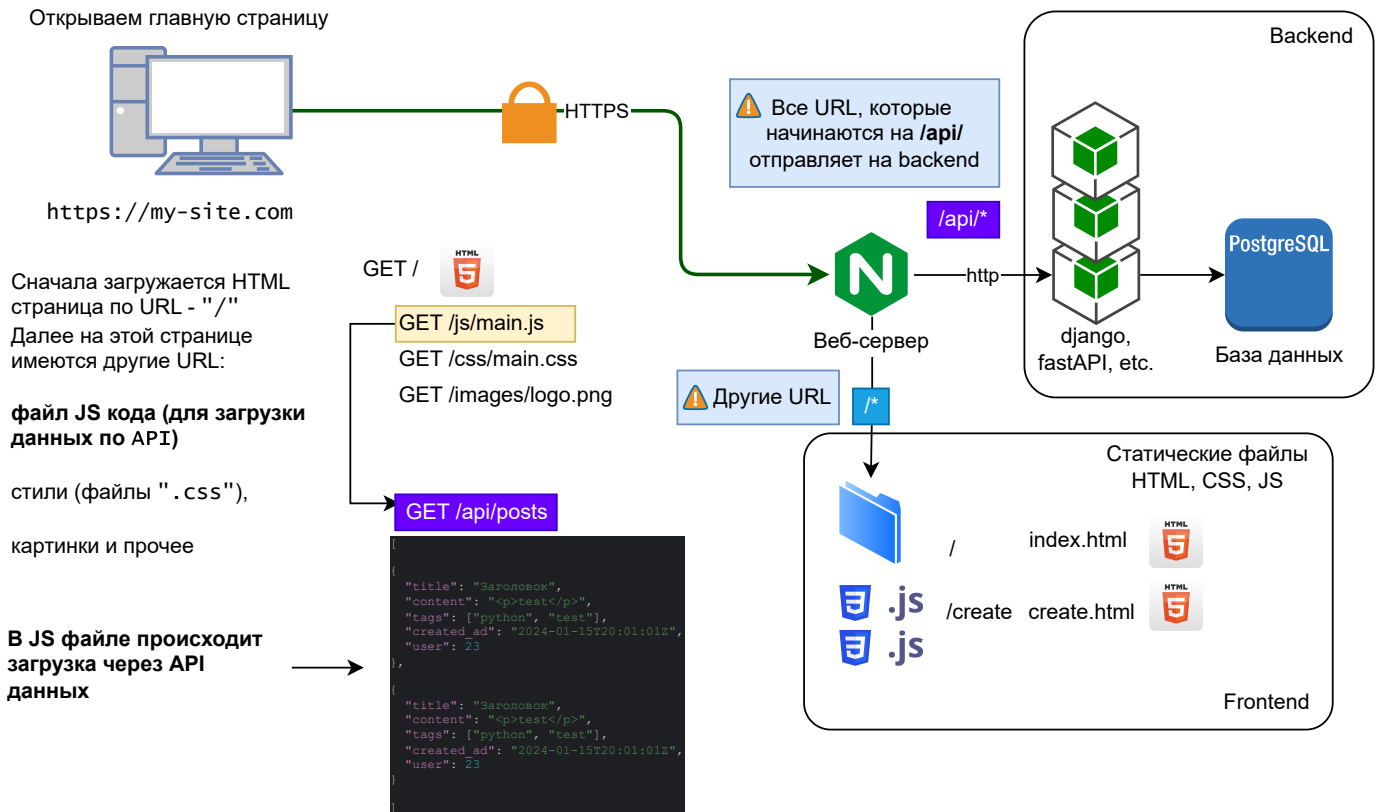 Открываем главную страницу
https://my-site.com
HTTPS
Все URL, которые
начинаются на /api/
отправляет на backend
/api/*
http
Веб-сервер
Backend
django,
fastAPI, etc.
PostgreSQL
База данных
Сначала загружается HTML
страница по URL - "/"
Далее на этой странице
имеются другие URL:
файл JS кода (для загрузки
данных по API)
стили (файлы ".css"),
картинки и прочее
В JS файле происходит
загрузка через API
данных
GET /
HTML
5
GET /js/main.js
GET /css/main.css
GET /images/logo.png
GET /api/posts
[
{
"title": "Заголовок",
"content": "<p>test</p>",
"tags": ["python", "test"],
"created_ad": "2024-01-15T20:01:01Z",
"user": 23
},
{
"title": "Заголовок",
"content": "<p>test</p>",
"tags": ["python", "test"],
"created_ad": "2024-01-15T20:01:01Z",
"user": 23
}
]
Другие URL
/*
Статические файлы
HTML, CSS, JS
/ index.html
HTML
5
3 .js
/create create.html
HTML
5
3 .js
Frontend